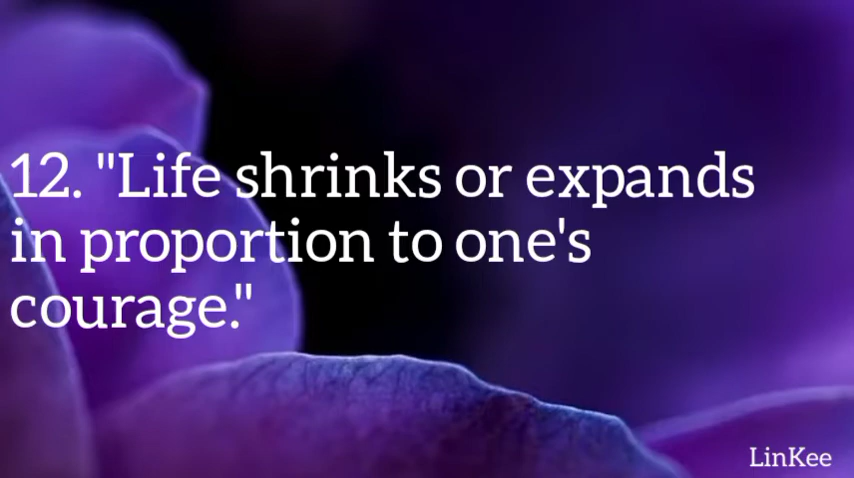 12. "Life shrinks or expands
in proportion to one's
courage."
LinKee